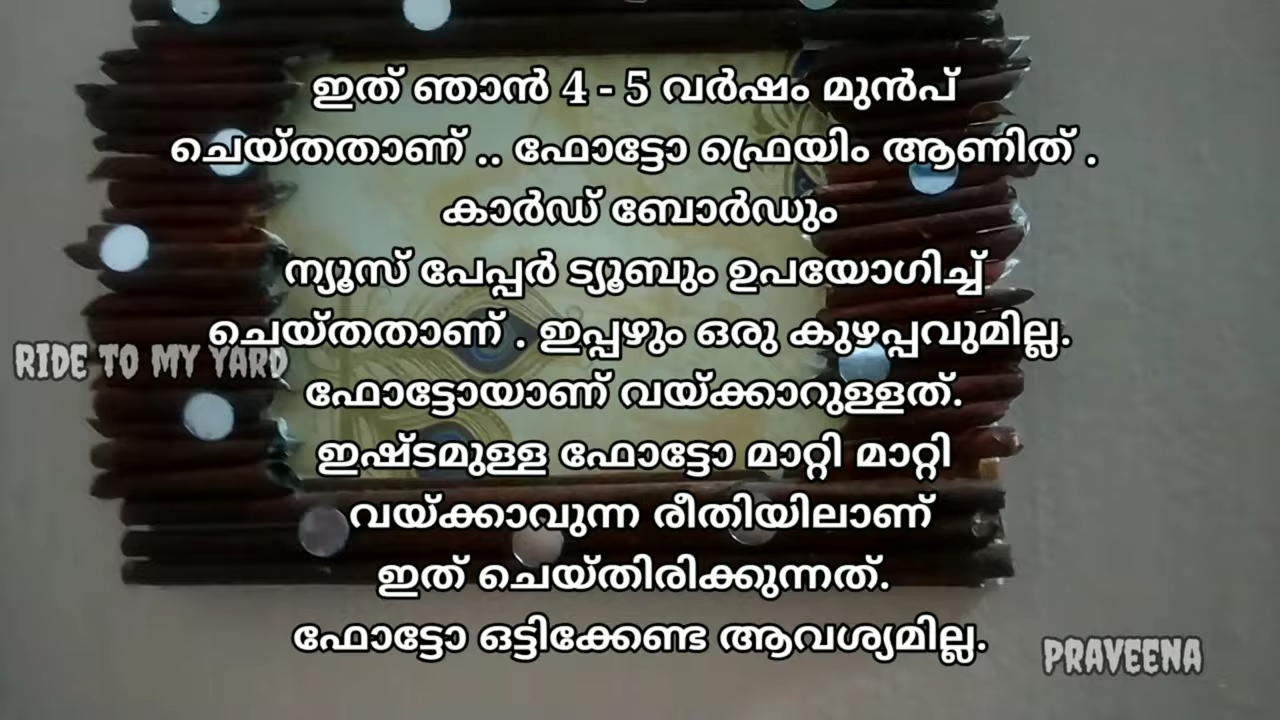 ഇത് ഞാൻ 4 - 5 വർഷം മുൻപ്
ചെയ്തതാണ് .. ഫോട്ടോ ഫ്രെയിം ആണിത് .
കാർഡ് ബോർഡും
ന്യൂസ് പേപ്പർ ട്യൂബും ഉപയോഗിച്ച്
ചെയ്തതാണ് . ഇപ്പഴും ഒരു കുഴപ്പവുമില്ല.
RIDE TO MY YARD
ഫോട്ടോയാണ് വയ്ക്കാറുള്ളത്.
ഇഷ്ടമുള്ള ഫോട്ടോ മാറ്റി മാറ്റി
വയ്ക്കാവുന്ന രീതിയിലാണ്
ഇത് ചെയ്തിരിക്കുന്നത്.
ഫോട്ടോ ഒട്ടിക്കേണ്ട ആവശ്യമില്ല.
PRAVEENA